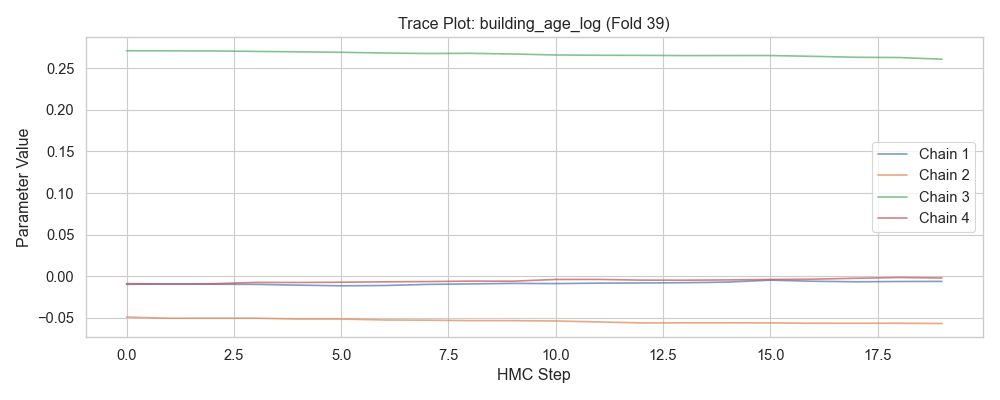 Trace Plot: building_age_log (Fold 39)
Parameter Value
0.25
0.20
0.15
0.10
0.05
0.00
−0.05
Chain 1
Chain 2
Chain 3
Chain 4
0.0 2.5 5.0 7.5 10.0 12.5 15.0 17.5
HMC Step